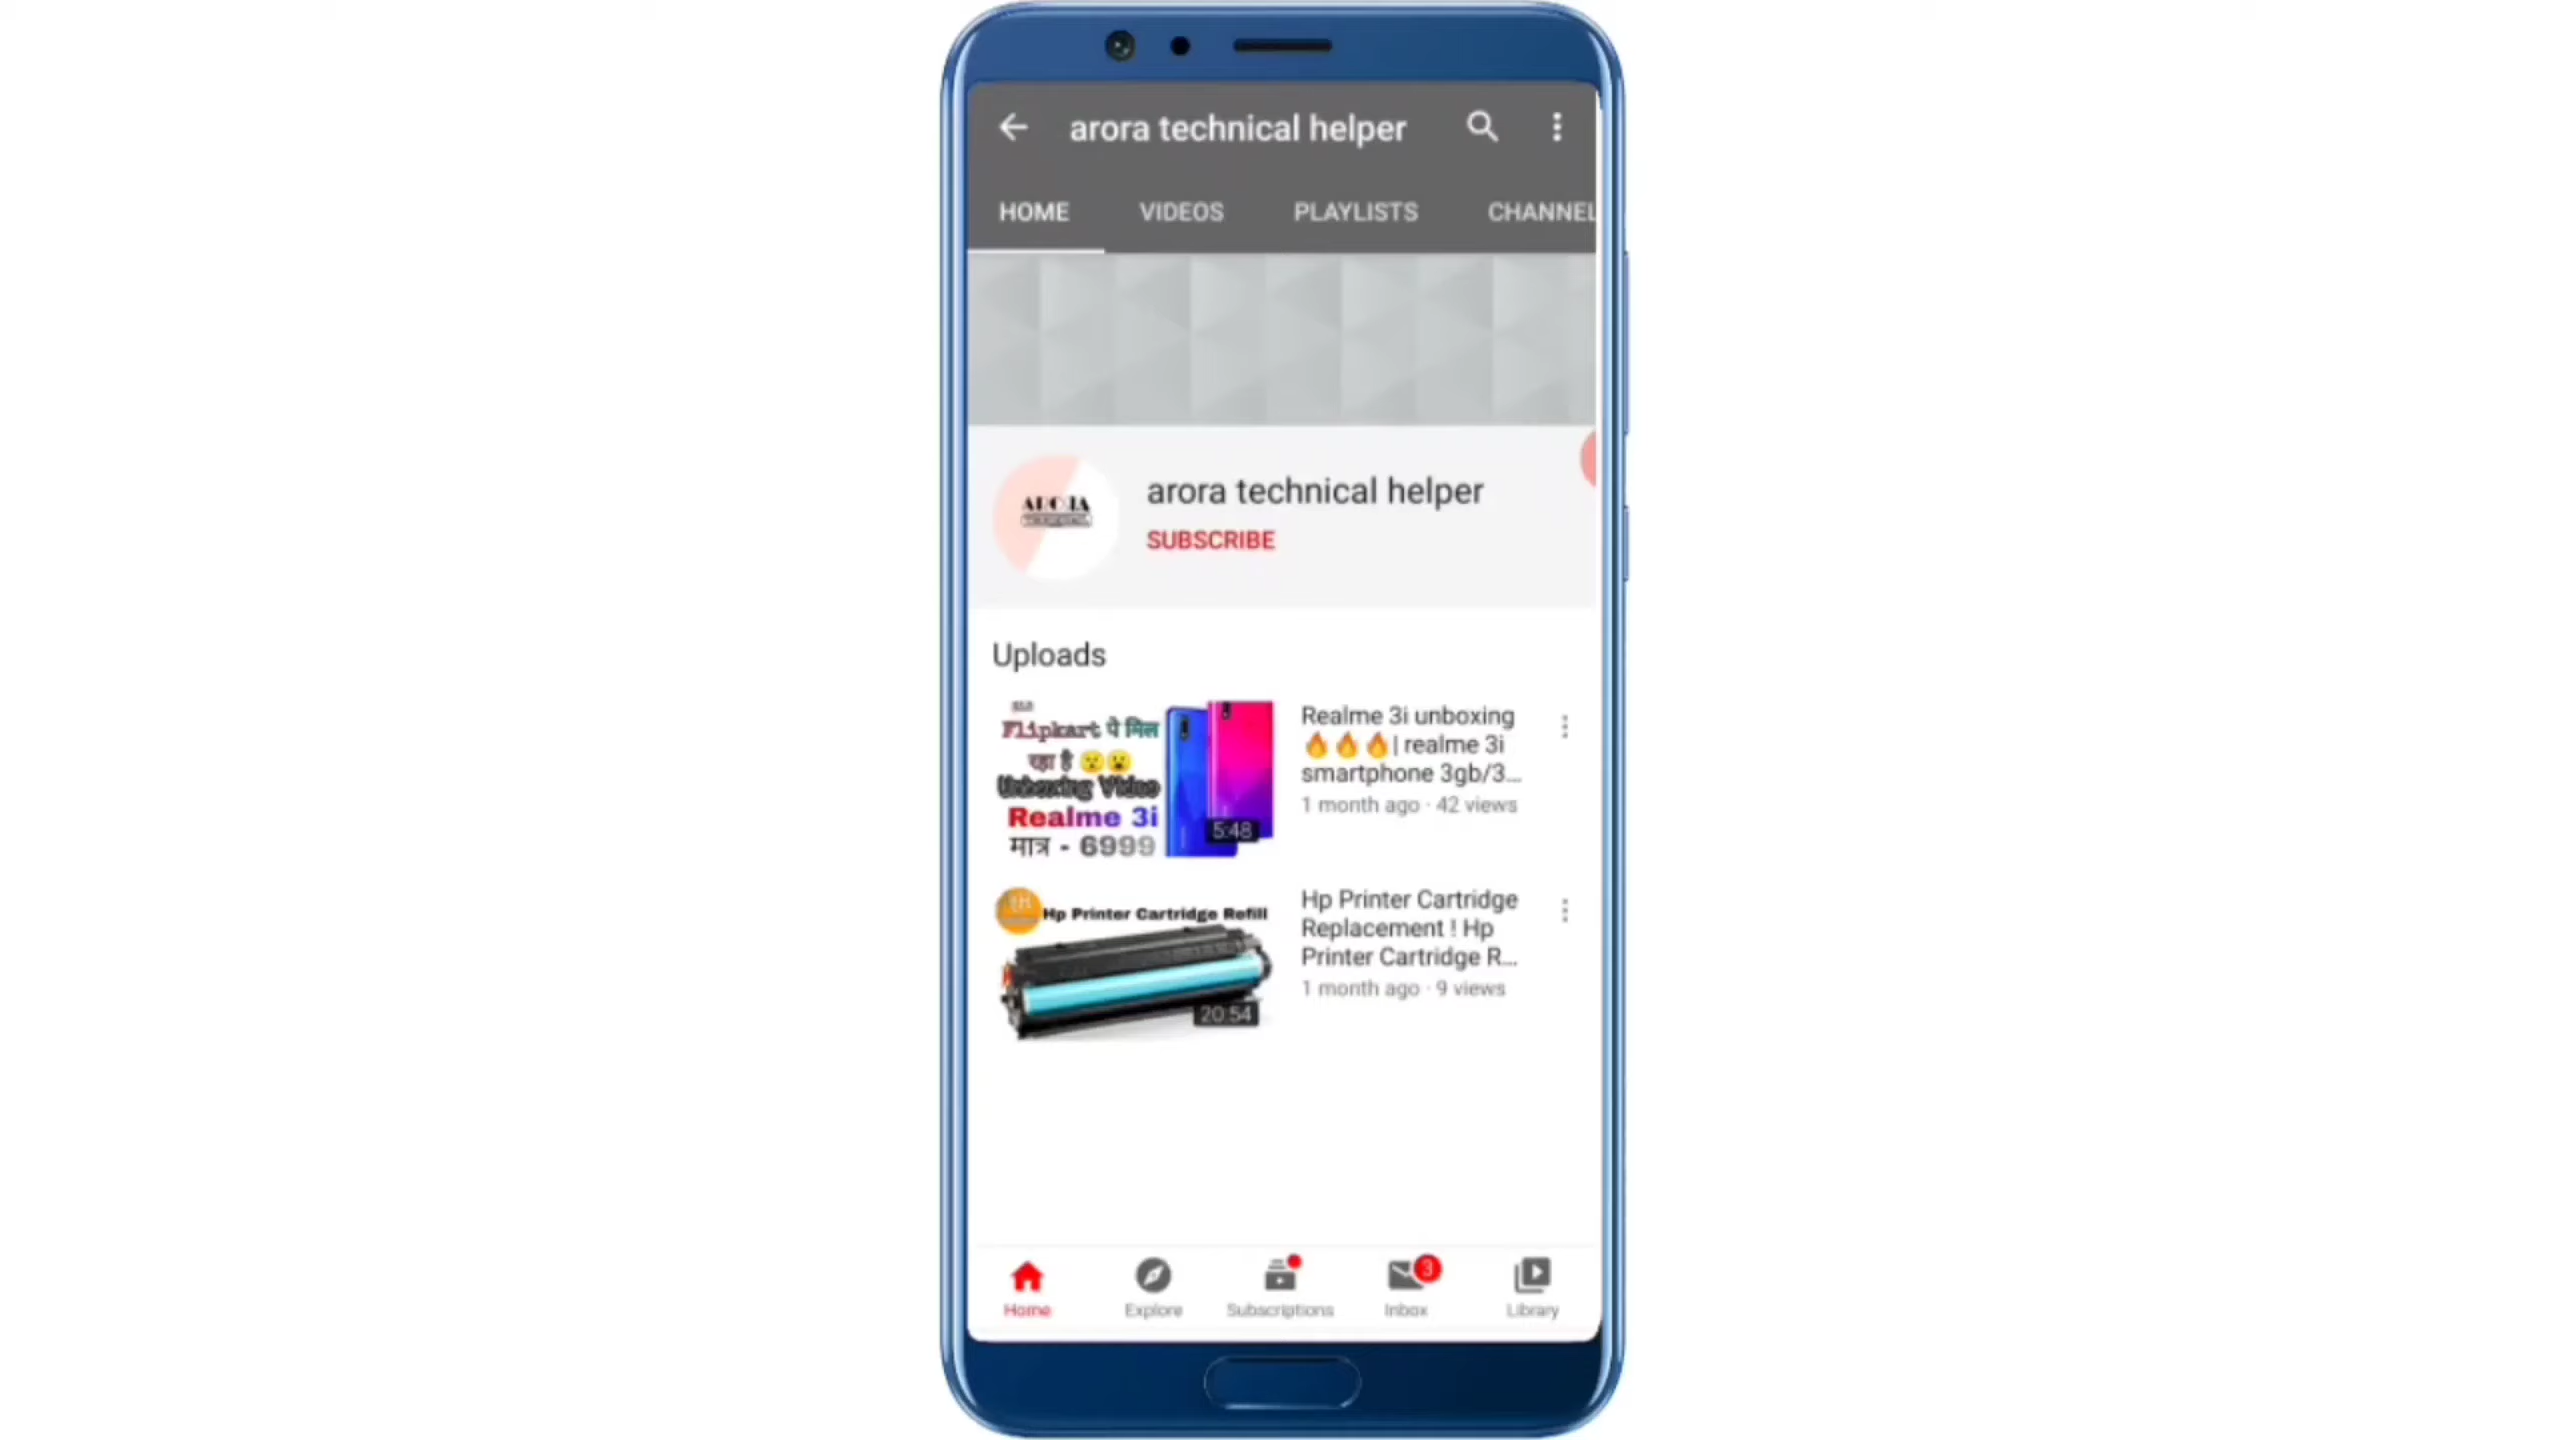 arora technical helper
HOME VIDEOS PLAYLISTS CHANNEL
arora technical helper
SUBSCRIBE
Uploads
Flipkart पे मिल
रहा है 😲😲
Unboxing Video
Realme 3i
मात्र - 6999
5:48
Realme 3i unboxing
🔥🔥🔥| realme 3i
smartphone 3gb/3...
1 month ago · 42 views
Hp Printer Cartridge Refill
20:54
Hp Printer Cartridge
Replacement ! Hp
Printer Cartridge R...
1 month ago · 9 views
3
Home Explore Subscriptions Inbox Library